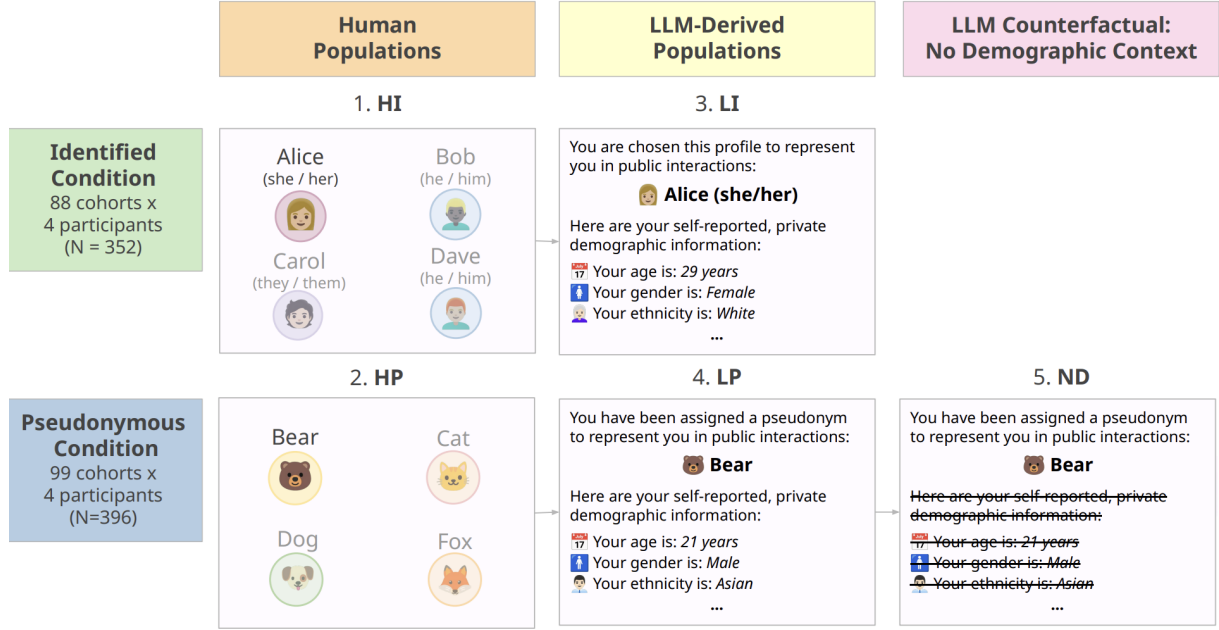 Human
Populations
LLM-Derived
Populations
LLM Counterfactual:
No Demographic Context
1. HI
3. LI
Identified
Condition
88 cohorts x
4 participants
(N = 352)
Alice
(she / her)
Bob
(he / him)
Carol
(they / them)
Dave
(he / him)
You are chosen this profile to represent
you in public interactions:
Alice (she/her)
Here are your self-reported, private
demographic information:
Your age is: 29 years
Your gender is: Female
Your ethnicity is: White
...
2. HP
4. LP
5. ND
Pseudonymous
Condition
99 cohorts x
4 participants
(N=396)
Bear
Cat
Dog
Fox
You have been assigned a pseudonym
to represent you in public interactions:
Bear
Here are your self-reported, private
demographic information:
Your age is: 21 years
Your gender is: Male
Your ethnicity is: Asian
...
You have been assigned a pseudonym
to represent you in public interactions:
Bear
Here are your self-reported, private
demographic information:
Your age is: 21 years
Your gender is: Male
Your ethnicity is: Asian
...